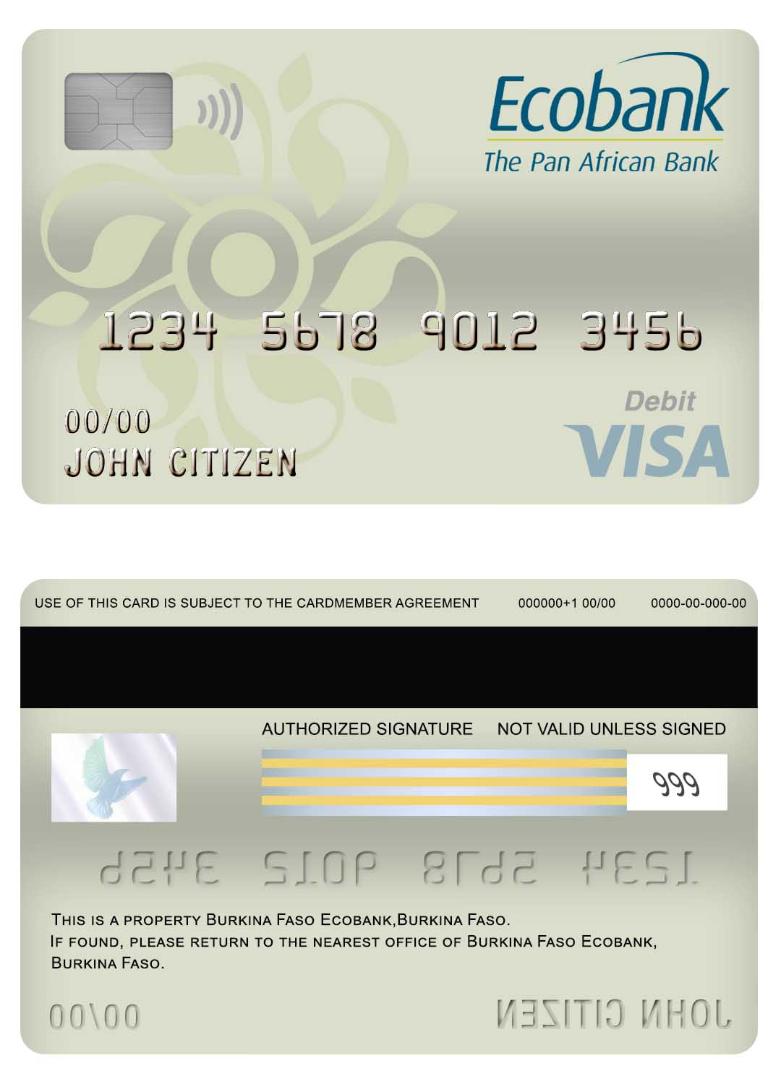 Ecobank
The Pan African Bank
1234 5678 9012 3456
Debit
00/00
VISA
JOHN CITIZEN
USE OF THIS CARD IS SUBJECT TO THE CARDMEMBER AGREEMENT 000000+1 00/00 0000-00-000-00
AUTHORIZED SIGNATURE NOT VALID UNLESS SIGNED
999
1234 5678 9012 3456
THIS IS A PROPERTY BURKINA FASO ECOBANK,BURKINA FASO.
IF FOUND, PLEASE RETURN TO THE NEAREST OFFICE OF BURKINA FASO ECOBANK,
BURKINA FASO.
00/00 JOHN CITIZEN